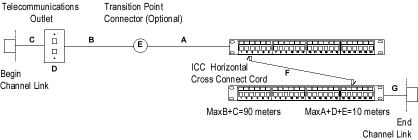 Telecommunications
Outlet
Transition Point
Connector (Optional)
C
B
E
A
D
Begin
Channel Link
ICC Horizontal
Cross Connect Cord
F
G
MaxB+C=90 meters
MaxA+D+E=10 meters
End
Channel Link